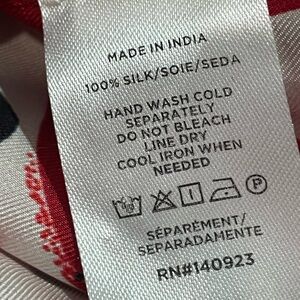 MADE IN INDIA
100% SILK/SOIE/SEDA
HAND WASH COLD
SEPARATELY
DO NOT BLEACH
LINE DRY
COOL IRON WHEN
NEEDED
P
SÉPARÉMENT/
SEPARADAMENTE
RN#140923